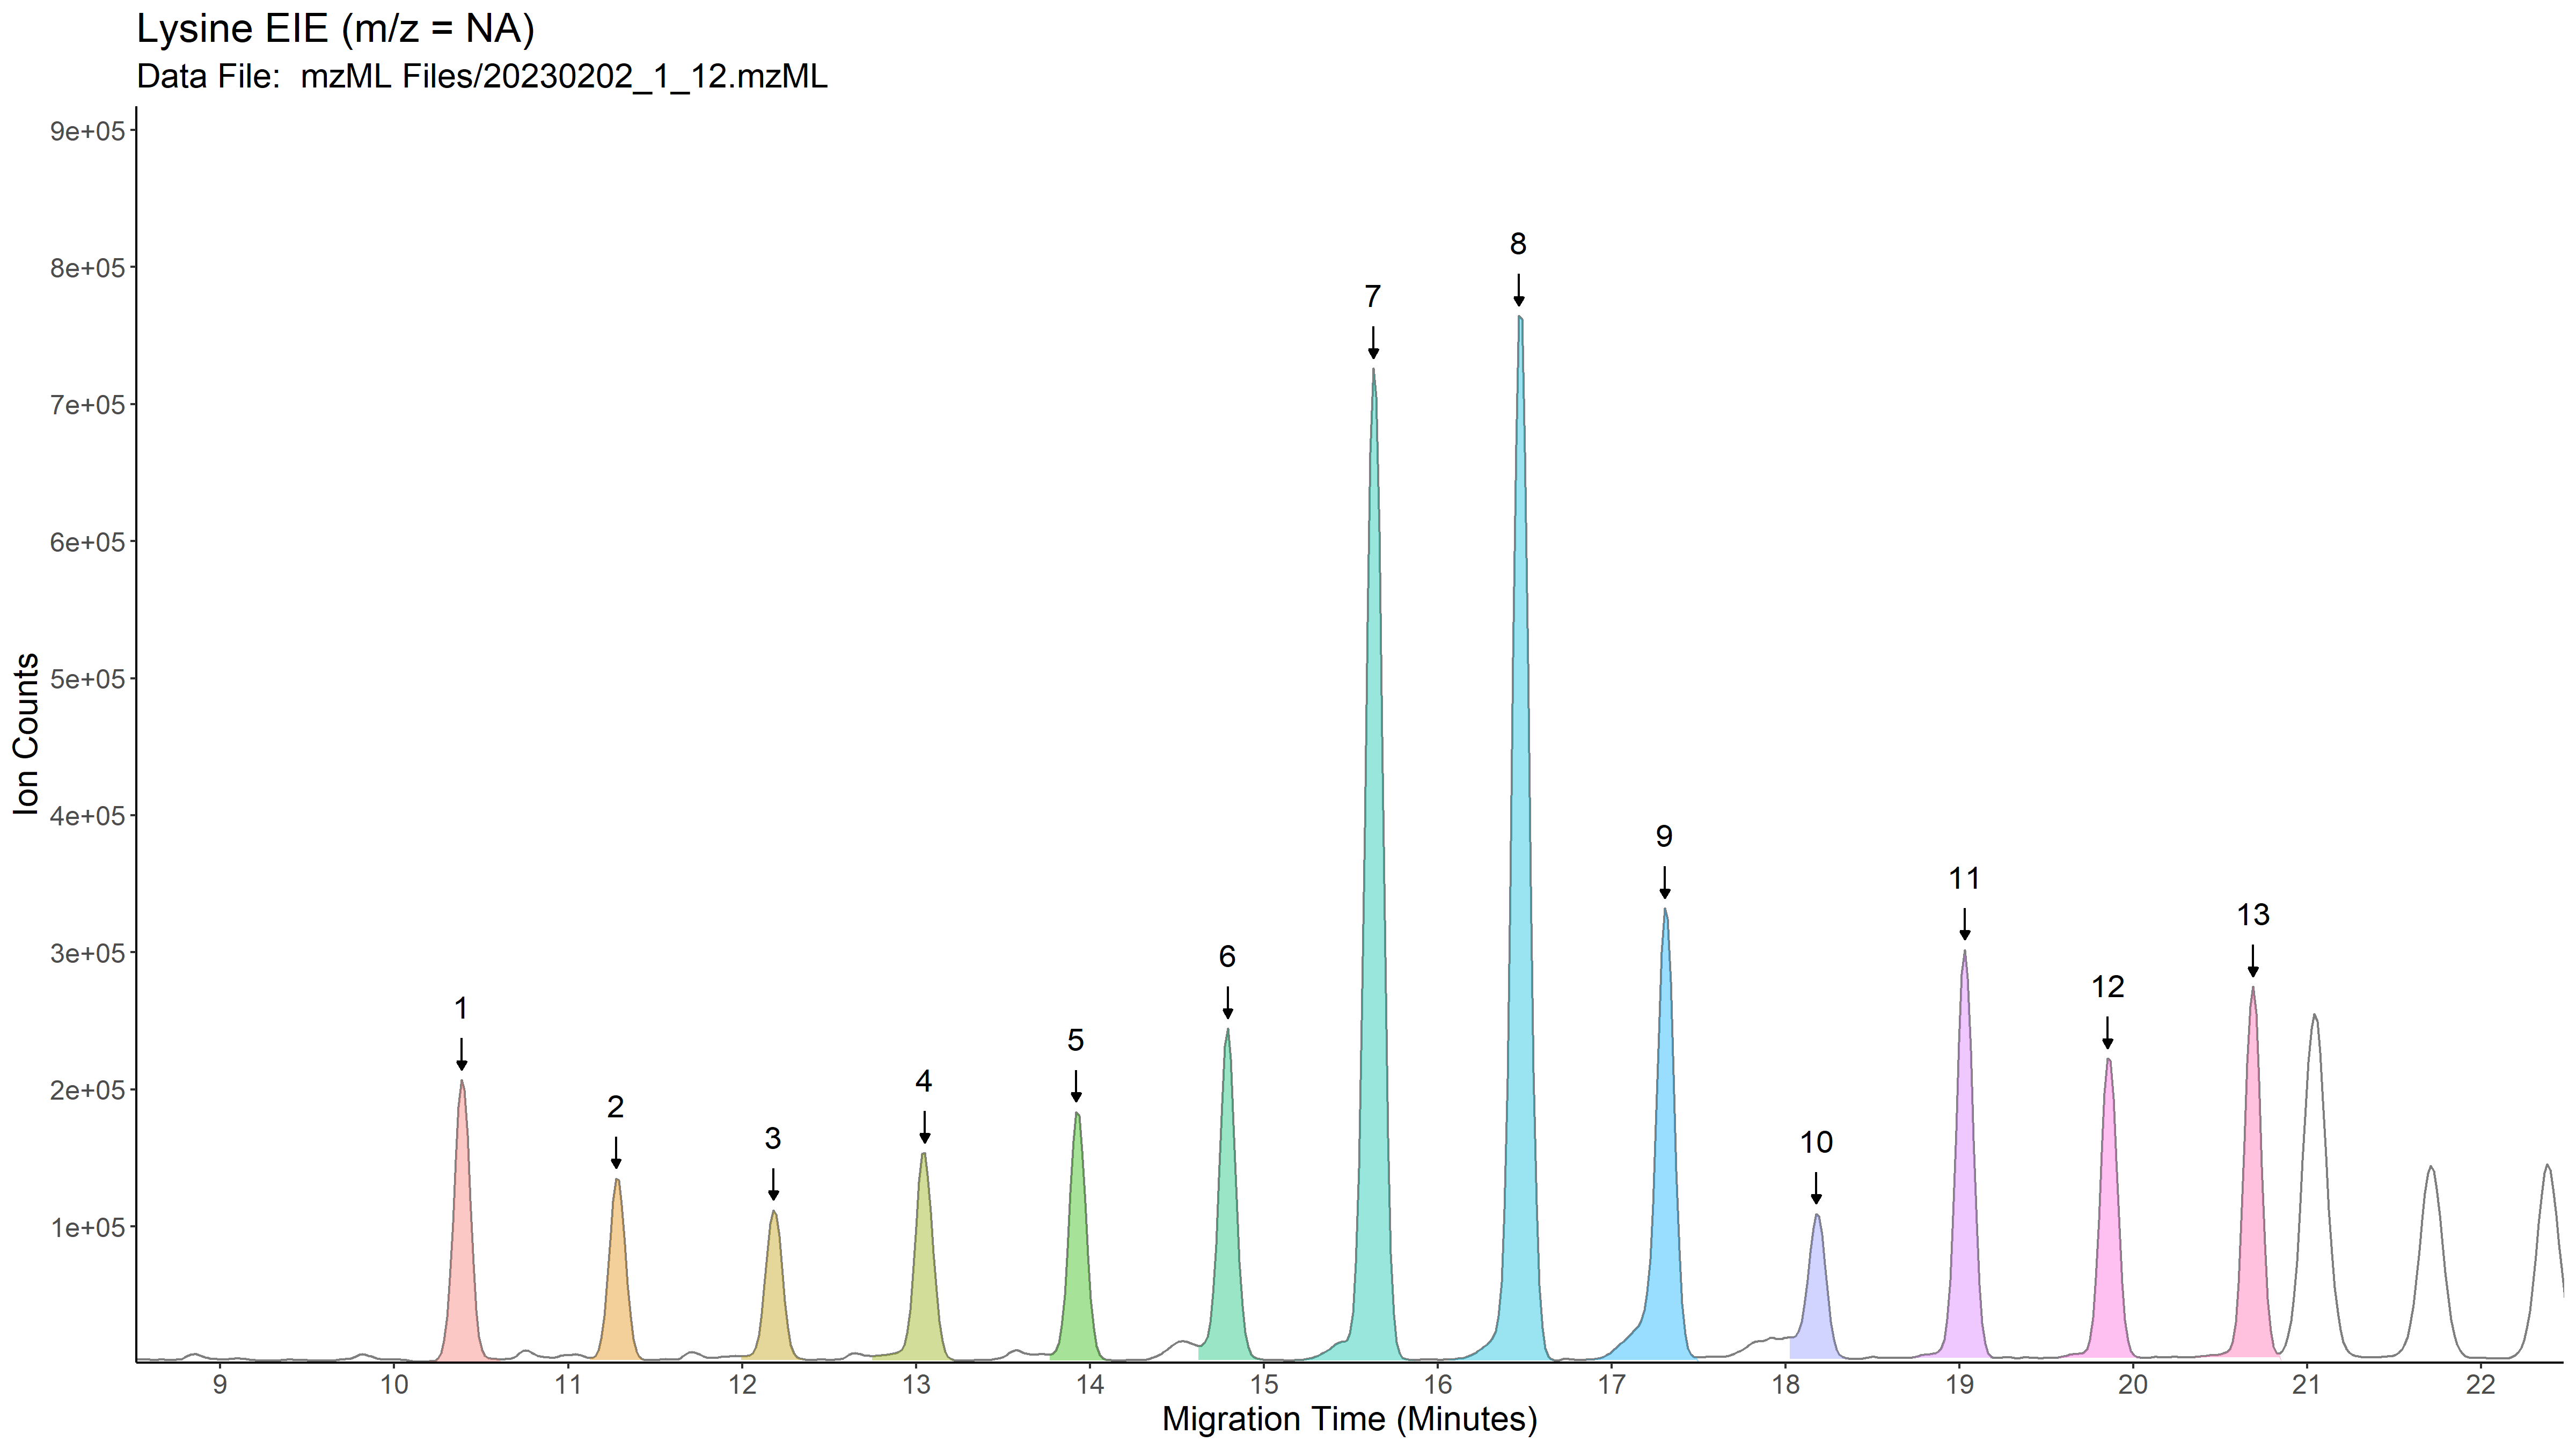 Lysine EIE (m/z = NA)
Data File:  mzML Files/20230202_1_12.mzML
9e+05
8e+05
7e+05
6e+05
5e+05
4e+05
3e+05
2e+05
1e+05
Ion Counts
1
2
3
4
5
6
7
8
9
10
11
12
13
9 10 11 12 13 14 15 16 17 18 19 20 21 22
Migration Time (Minutes)